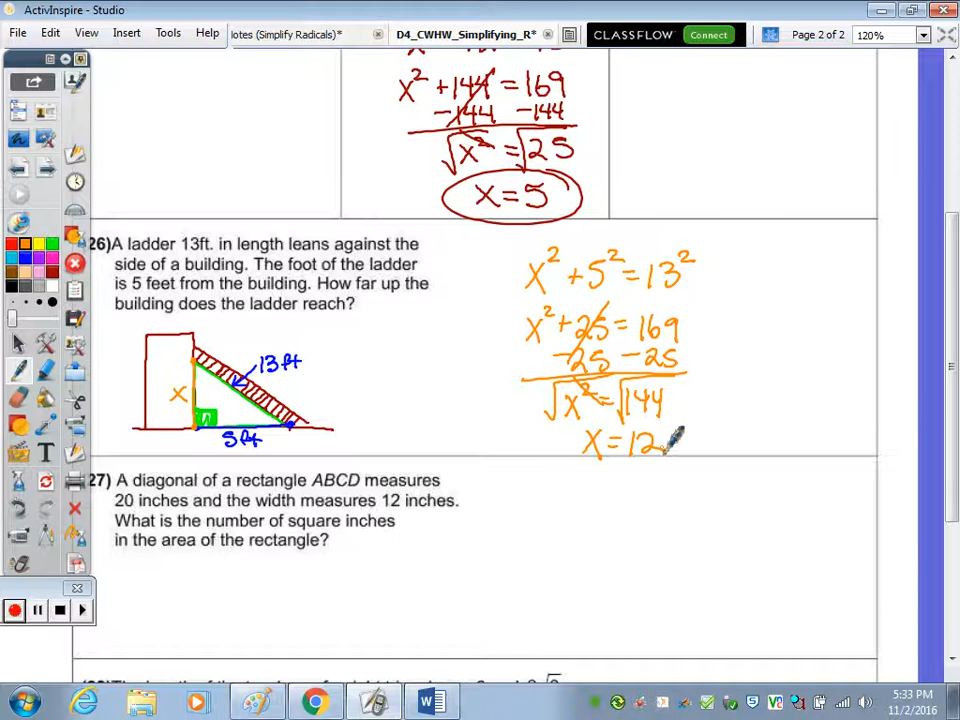 ActivInspire - Studio
File Edit View Insert Tools Help
lotes (Simplify Radicals)*
D4_CWHW_Simplifying_R*
CLASSFLOW Connect
Page 2 of 2
120%
x² + 144 = 169
- 144 - 144
√x² = √25
x = 5
26) A ladder 13ft. in length leans against the
side of a building. The foot of the ladder
is 5 feet from the building. How far up the
building does the ladder reach?
x² + 5² = 13²
x² + 25 = 169
- 25 - 25
√x² = √144
x = 12
13 ft
x
5 ft
27) A diagonal of a rectangle ABCD measures
20 inches and the width measures 12 inches.
What is the number of square inches
in the area of the rectangle?
5:33 PM
11/2/2016